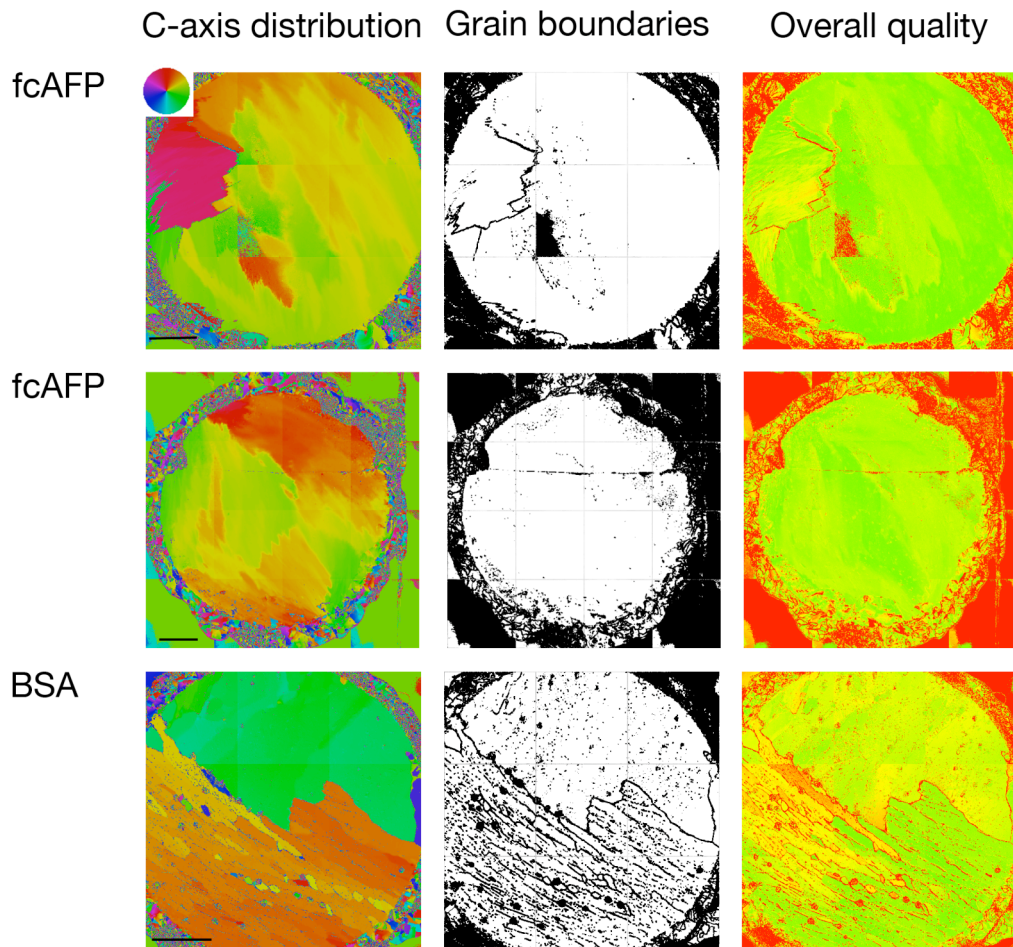 C-axis distribution Grain boundaries Overall quality
fcAFP
fcAFP
BSA